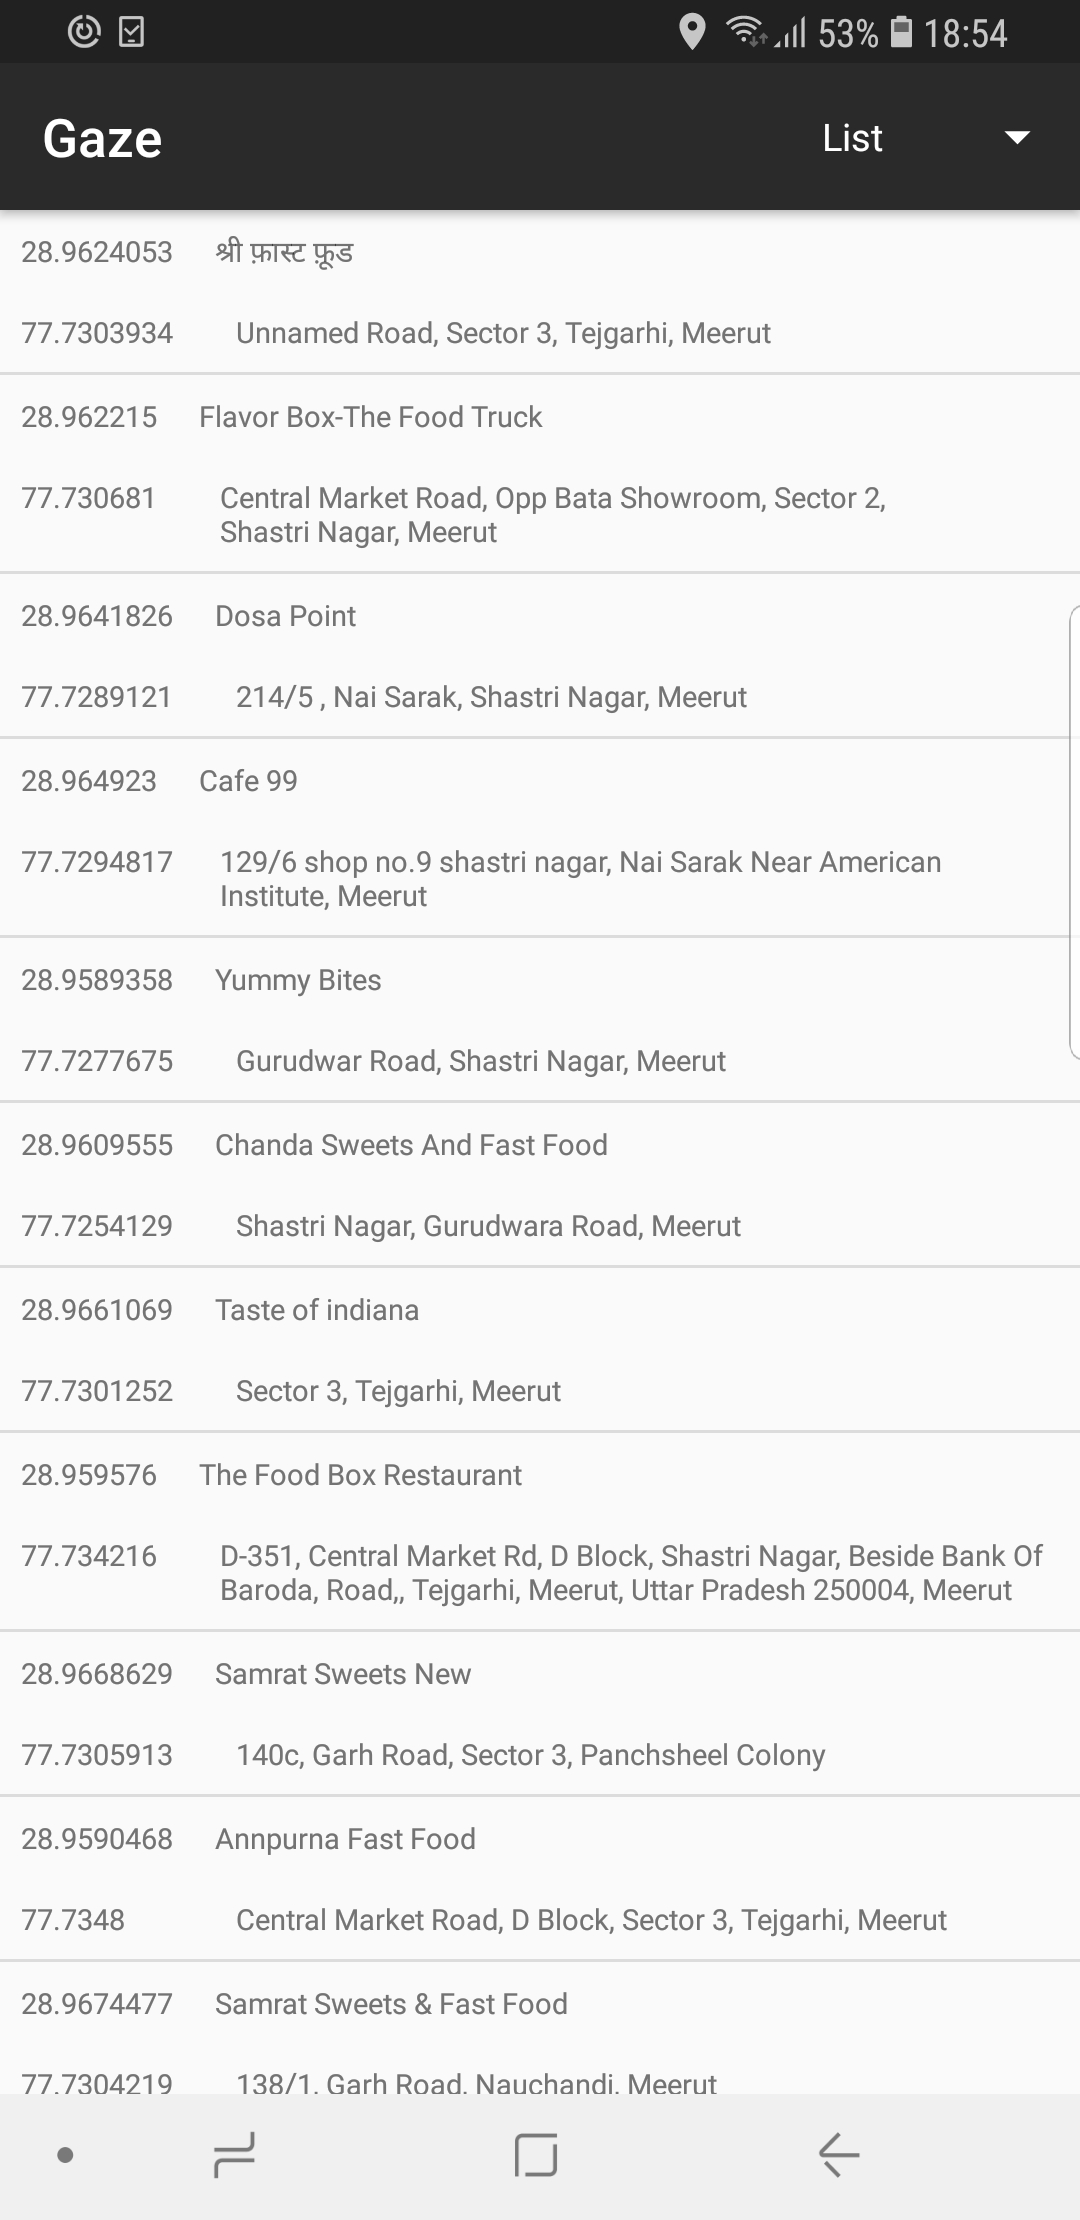 53% 18:54
Gaze List
28.9624053 श्री फ़ास्ट फ़ूड
77.7303934 Unnamed Road, Sector 3, Tejgarhi, Meerut
28.962215 Flavor Box-The Food Truck
77.730681 Central Market Road, Opp Bata Showroom, Sector 2,
Shastri Nagar, Meerut
28.9641826 Dosa Point
77.7289121 214/5 , Nai Sarak, Shastri Nagar, Meerut
28.964923 Cafe 99
77.7294817 129/6 shop no.9 shastri nagar, Nai Sarak Near American
Institute, Meerut
28.9589358 Yummy Bites
77.7277675 Gurudwar Road, Shastri Nagar, Meerut
28.9609555 Chanda Sweets And Fast Food
77.7254129 Shastri Nagar, Gurudwara Road, Meerut
28.9661069 Taste of indiana
77.7301252 Sector 3, Tejgarhi, Meerut
28.959576 The Food Box Restaurant
77.734216 D-351, Central Market Rd, D Block, Shastri Nagar, Beside Bank Of
Baroda, Road,, Tejgarhi, Meerut, Uttar Pradesh 250004, Meerut
28.9668629 Samrat Sweets New
77.7305913 140c, Garh Road, Sector 3, Panchsheel Colony
28.9590468 Annpurna Fast Food
77.7348 Central Market Road, D Block, Sector 3, Tejgarhi, Meerut
28.9674477 Samrat Sweets & Fast Food
77.7304219 138/1, Garh Road, Nauchandi, Meerut